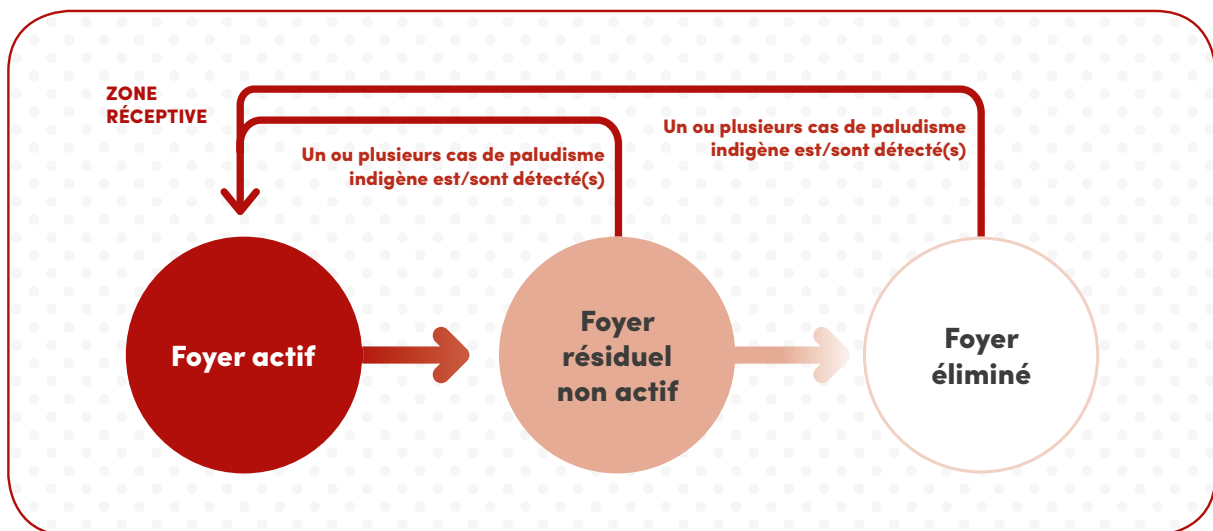 ZONE
RÉCEPTIVE
Un ou plusieurs cas de paludisme
indigène est/sont détecté(s)
Un ou plusieurs cas de paludisme
indigène est/sont détecté(s)
Foyer actif
Foyer
résiduel
non actif
Foyer
éliminé